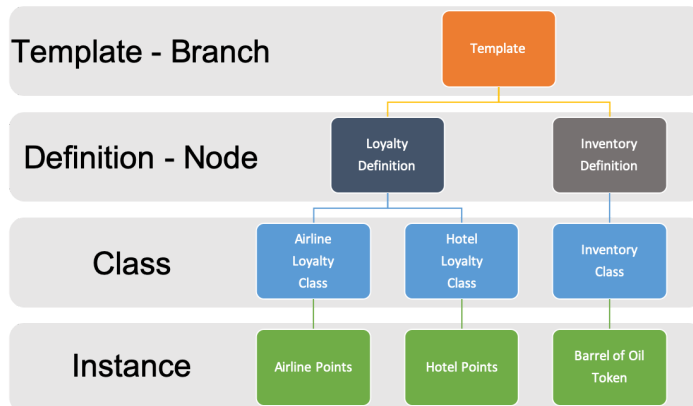 Template - Branch
Template
Definition - Node
Loyalty
Definition
Inventory
Definition
Class
Airline
Loyalty
Class
Hotel
Loyalty
Class
Inventory
Class
Instance
Airline Points
Hotel Points
Barrel of Oil
Token